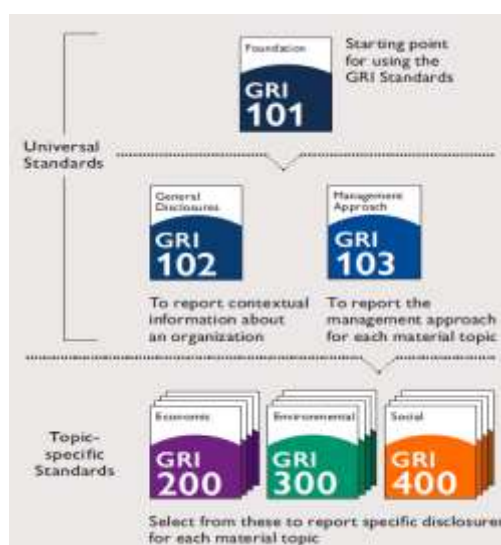 Foundation
GRI
101
Starting point
for using the
GRI Standards
Universal
Standards
General
Disclosures
GRI
102
Management
Approach
GRI
103
To report contextual
information about
an organization
To report the
management approach
for each material topic
Topic-
specific
Standards
Economic
GRI
200
Environmental
GRI
300
Social
GRI
400
Select from these to report specific disclosures
for each material topic